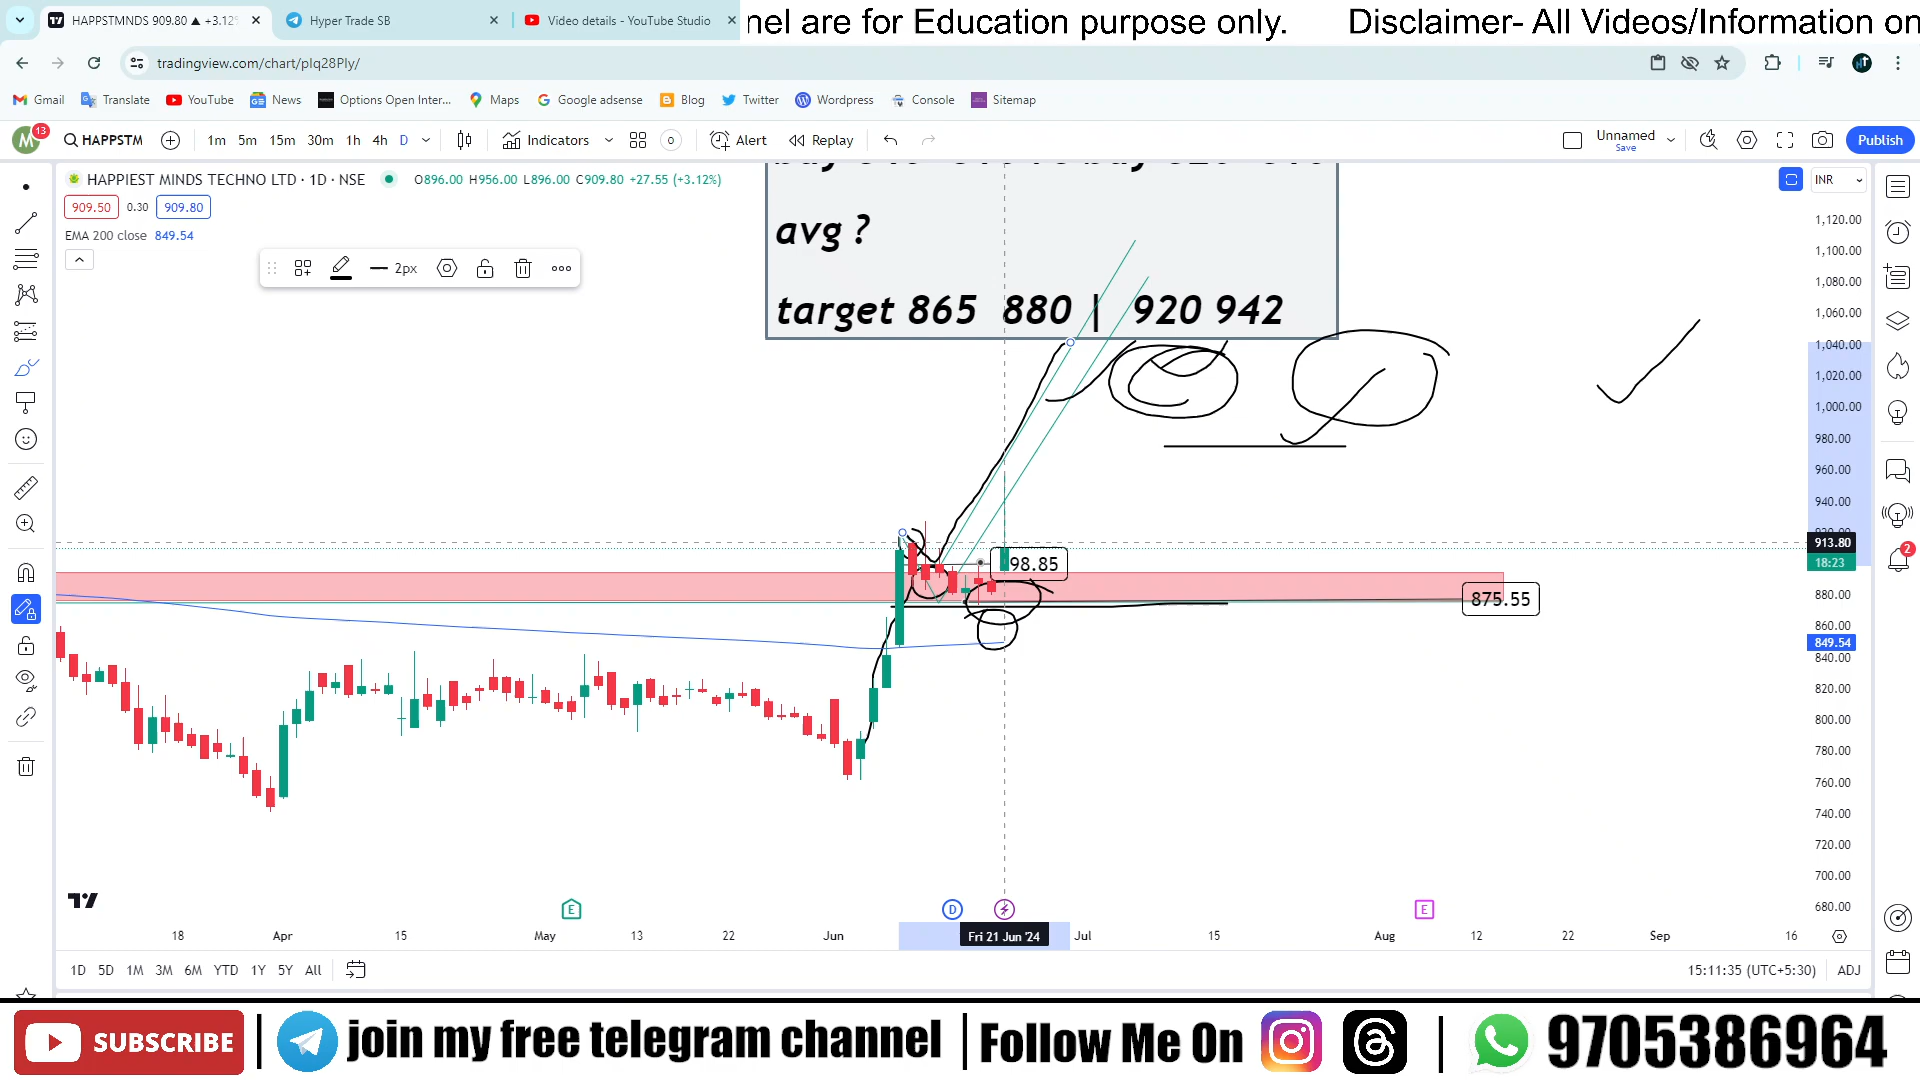 HAPPSTMNDS 909.80 ▲ +3.12%
Hyper Trade SB
Video details - YouTube Studio
nel are for Education purpose only.
Disclaimer- All Videos/Information on
tradingview.com/chart/plq28Ply/
Gmail
Translate
YouTube
News
Options Open Inter...
Maps
Google adsense
Blog
Twitter
Wordpress
Console
Sitemap
M
13
HAPPSTM
1m
5m
15m
30m
1h
4h
D
Indicators
Alert
Replay
Unnamed
Save
Publish
HAPPIEST MINDS TECHNO LTD · 1D · NSE
O896.00 H956.00 L896.00 C909.80 +27.55 (+3.12%)
INR
909.50
0.30
909.80
EMA 200 close 849.54
2px
avg ?
target 865 880 | 920 942
1,120.00
1,100.00
1,080.00
1,060.00
1,040.00
1,020.00
1,000.00
980.00
960.00
940.00
913.80
18:23
880.00
860.00
849.54
840.00
820.00
800.00
780.00
760.00
740.00
720.00
700.00
680.00
98.85
875.55
2
E
D
E
18
Apr
15
May
13
22
Jun
Fri 21 Jun '24
Jul
15
Aug
12
22
Sep
16
1D
5D
1M
3M
6M
YTD
1Y
5Y
All
15:11:35 (UTC+5:30)
ADJ
SUBSCRIBE
join my free telegram channel
Follow Me On
9705386964